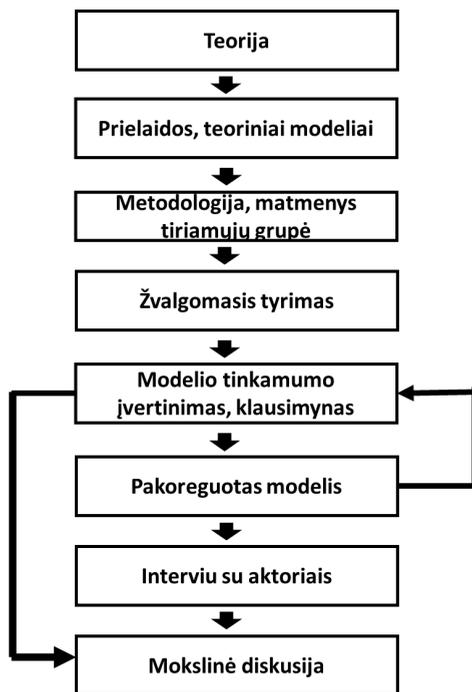 Teorija
Prielaidos, teoriniai modeliai
Metodologija, matmenys
tiriamųjų grupė
Žvalgomasis tyrimas
Modelio tinkamumo
įvertinimas, klausimynas
Pakoreguotas modelis
Interviu su aktoriais
Mokslinė diskusija